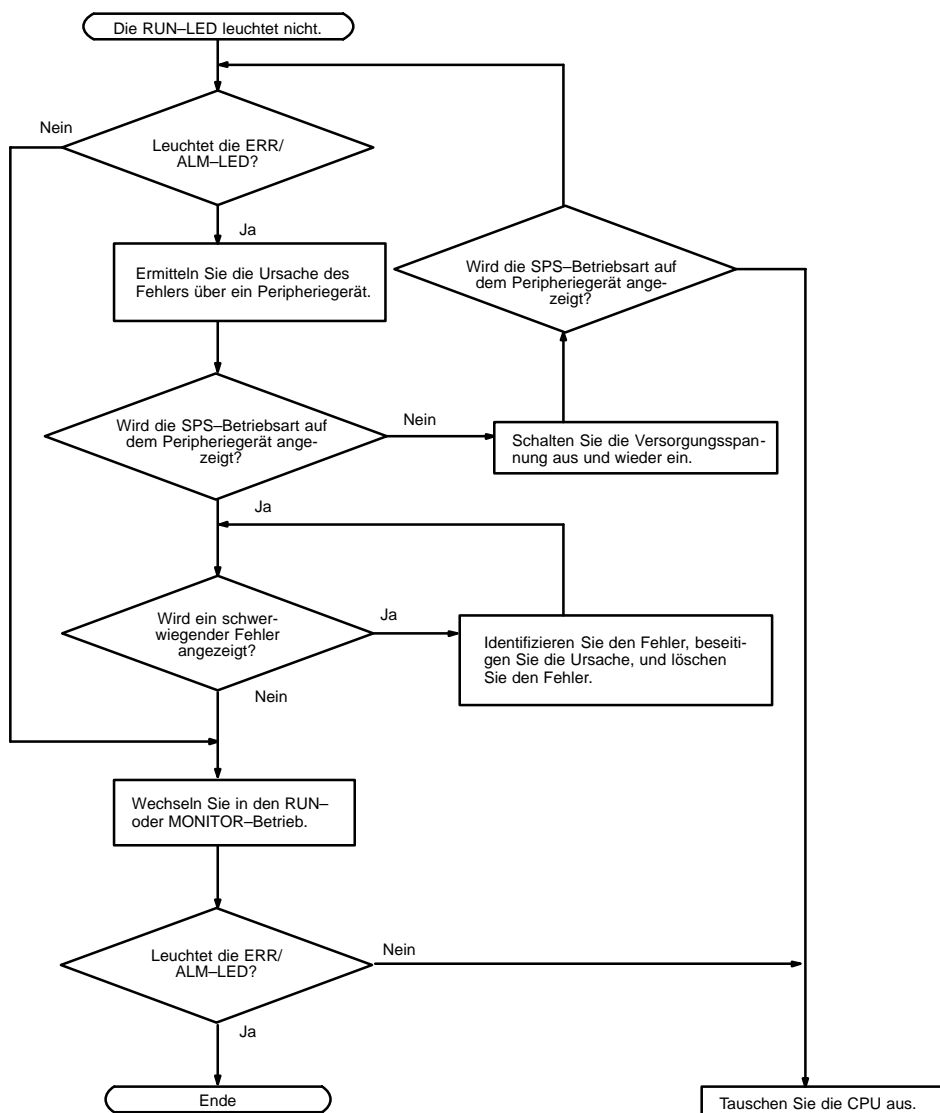 Die RUN–LED leuchtet nicht.
Nein
Leuchtet die ERR/
ALM–LED?
Ja
Ermitteln Sie die Ursache des
Fehlers über ein Peripheriegerät.
Wird die SPS–Betriebsart auf
dem Peripheriegerät ange-
zeigt?
Wird die SPS–Betriebsart auf
dem Peripheriegerät ange-
zeigt?
Nein
Schalten Sie die Versorgungsspan-
nung aus und wieder ein.
Ja
Wird ein schwer-
wiegender Fehler
angezeigt?
Ja
Identifizieren Sie den Fehler, beseiti-
gen Sie die Ursache, und löschen
Sie den Fehler.
Nein
Wechseln Sie in den RUN–
oder MONITOR–Betrieb.
Leuchtet die ERR/
ALM–LED?
Nein
Ja
Ende
Tauschen Sie die CPU aus.